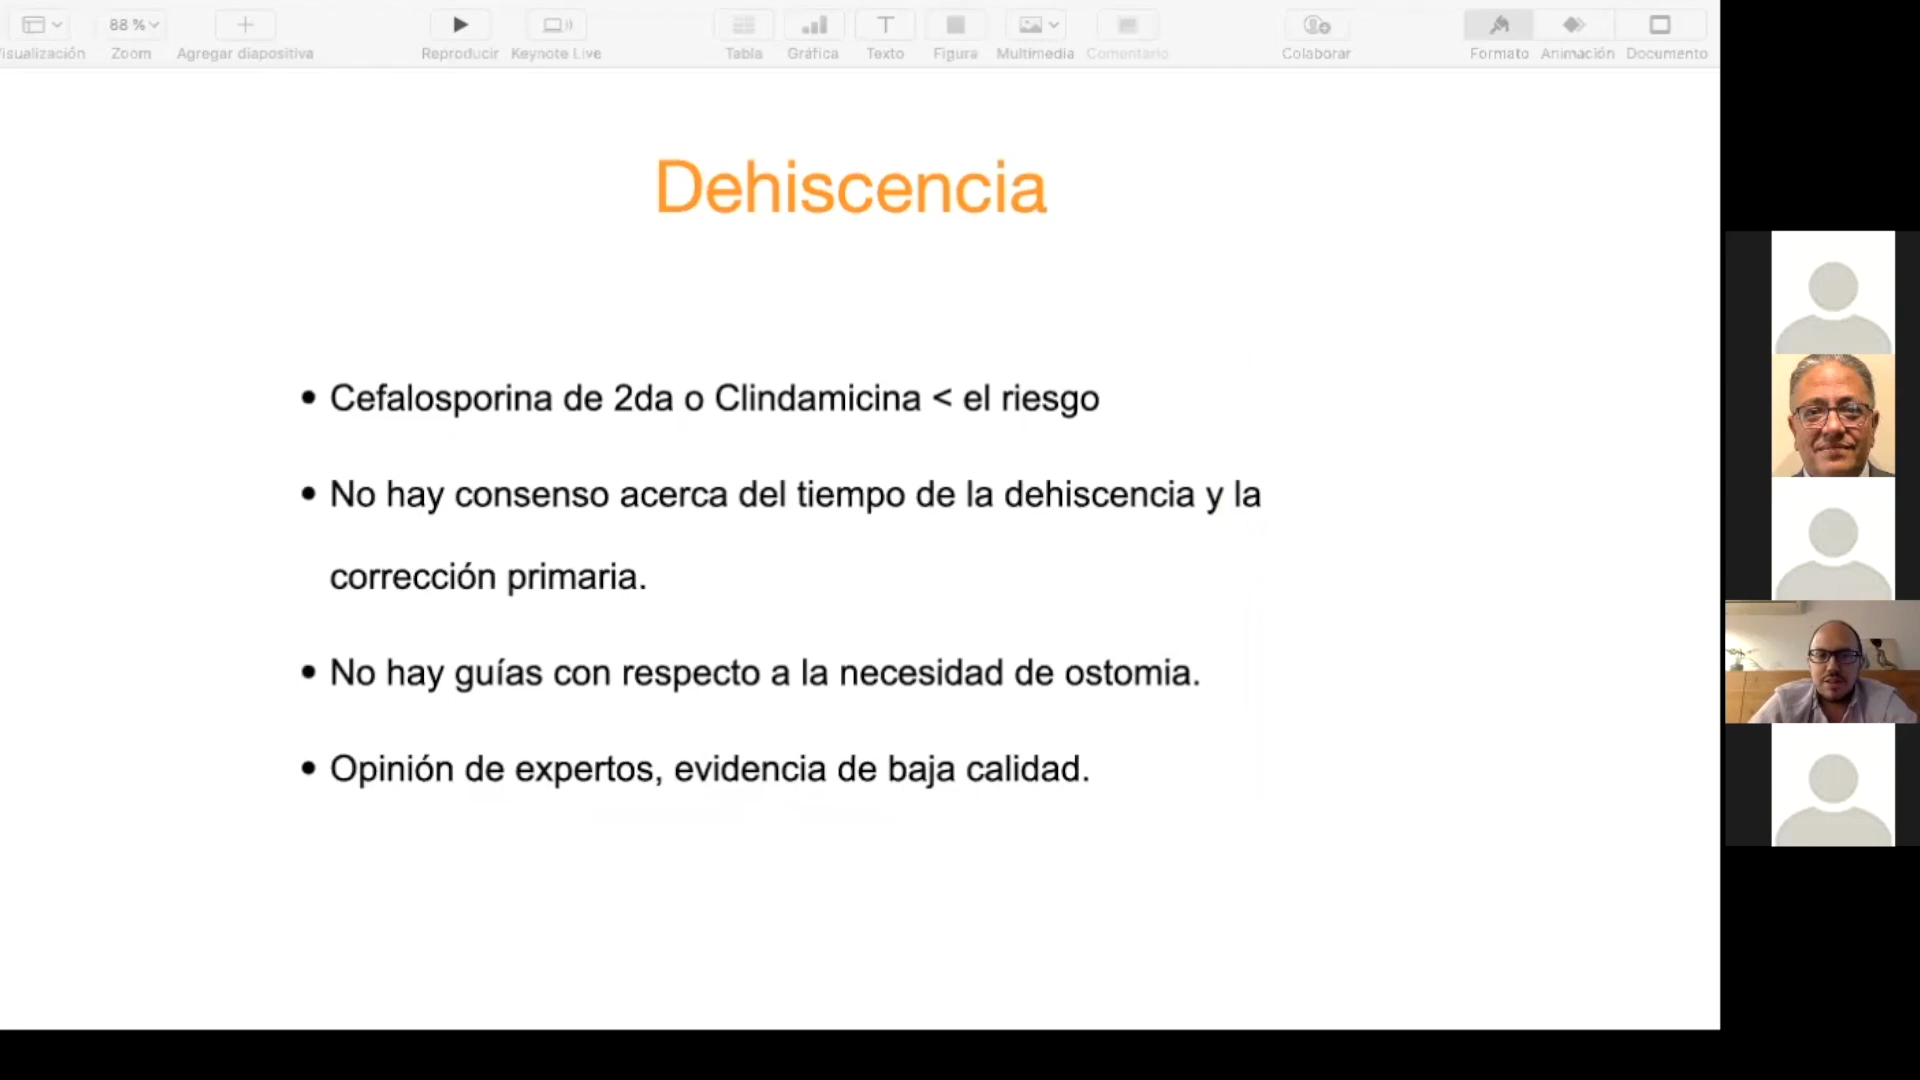 88 %
isualización Zoom Agregar diapositiva Reproducir Keynote Live Tabla Gráfica Texto Figura Multimedia Comentario Colaborar Formato Animación Documento
Dehiscencia
• Cefalosporina de 2da o Clindamicina < el riesgo
• No hay consenso acerca del tiempo de la dehiscencia y la
corrección primaria.
• No hay guías con respecto a la necesidad de ostomia.
• Opinión de expertos, evidencia de baja calidad.